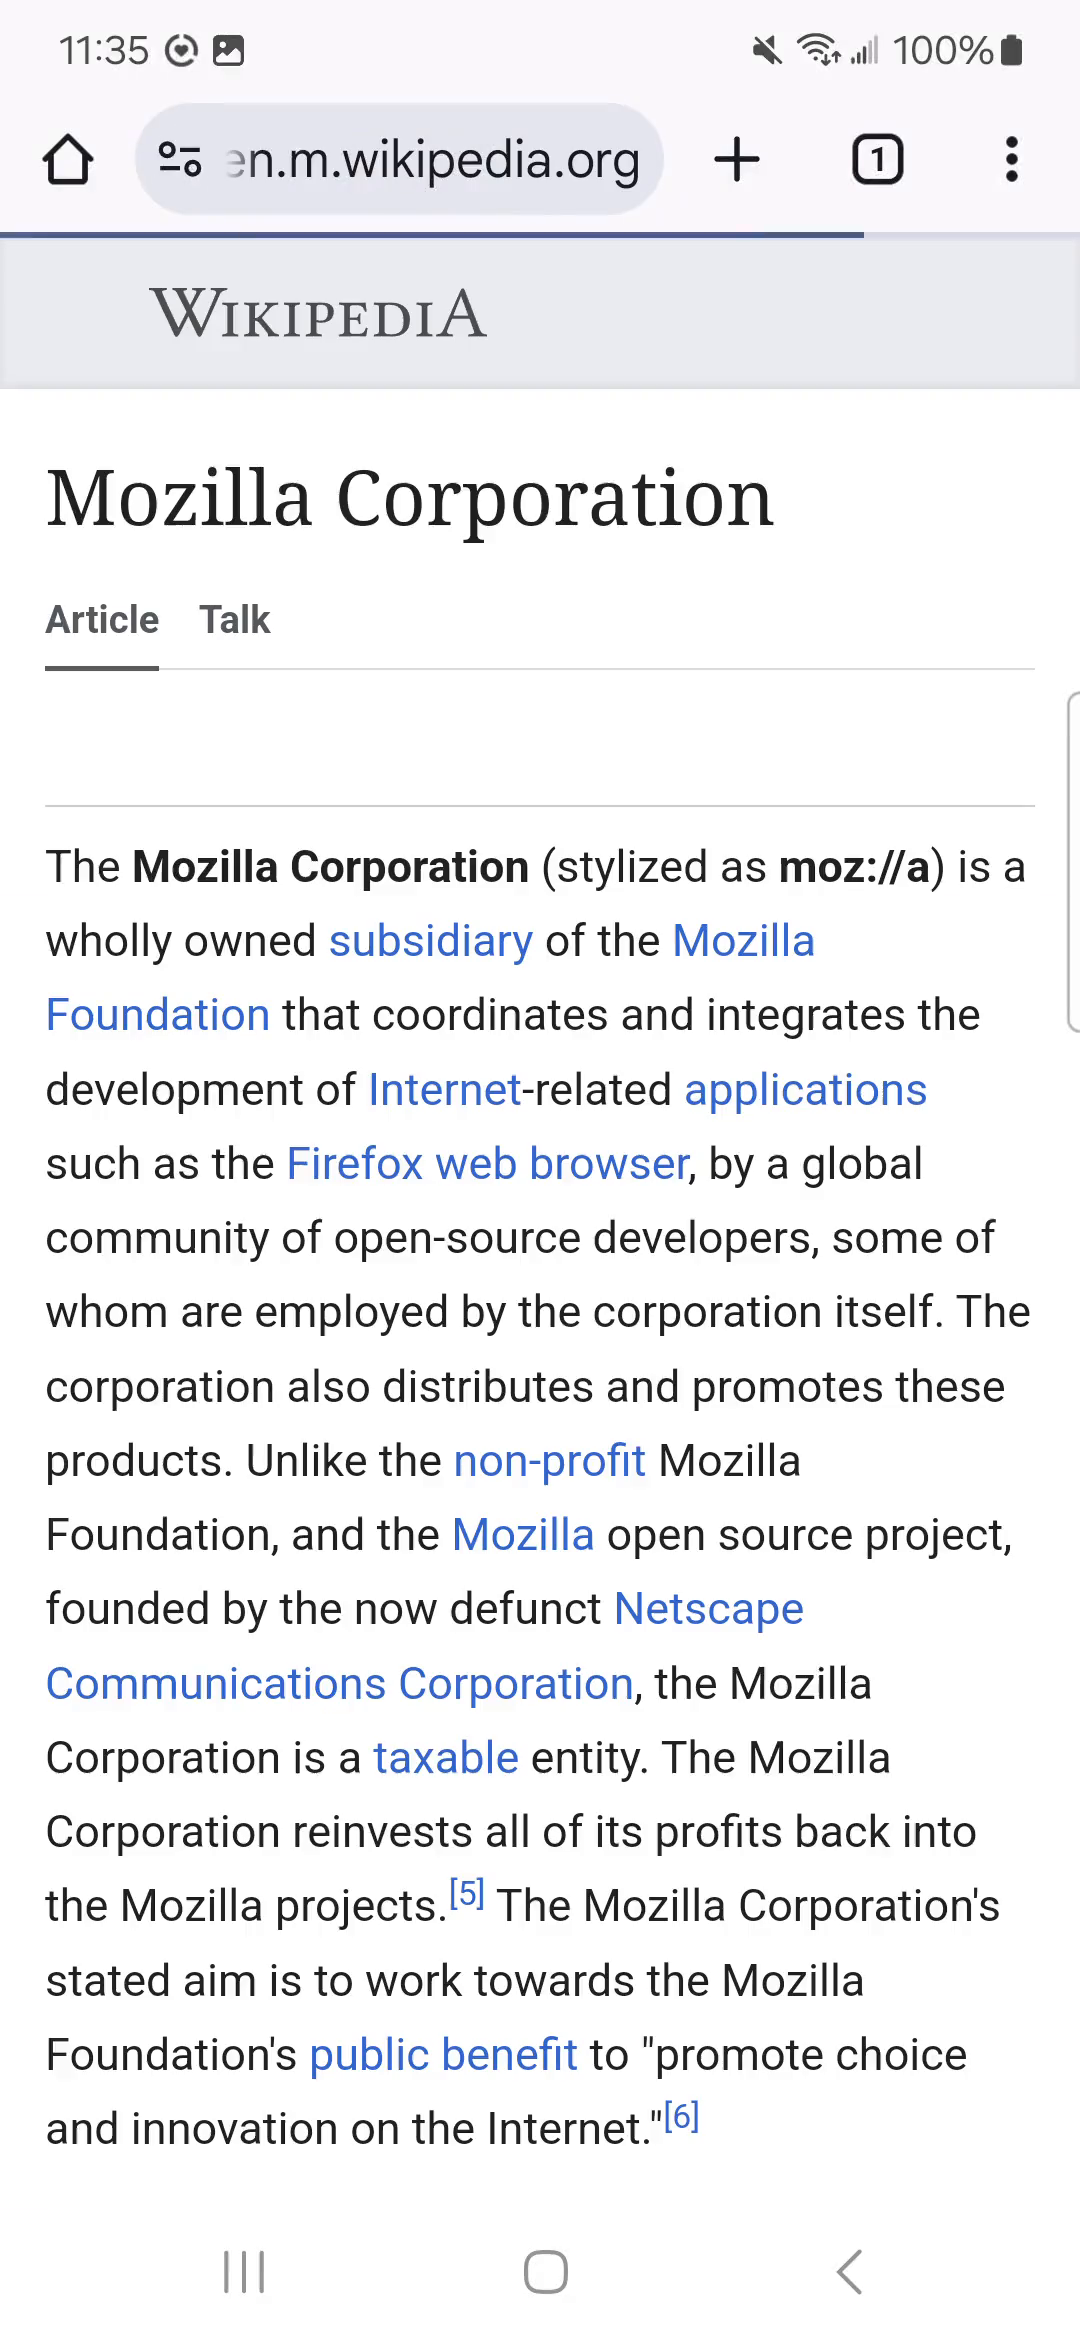 11:35
100%
en.m.wikipedia.org
1
WIKIPEDIA
Mozilla Corporation
Article Talk
The Mozilla Corporation (stylized as moz://a) is a
wholly owned subsidiary of the Mozilla
Foundation that coordinates and integrates the
development of Internet-related applications
such as the Firefox web browser, by a global
community of open-source developers, some of
whom are employed by the corporation itself. The
corporation also distributes and promotes these
products. Unlike the non-profit Mozilla
Foundation, and the Mozilla open source project,
founded by the now defunct Netscape
Communications Corporation, the Mozilla
Corporation is a taxable entity. The Mozilla
Corporation reinvests all of its profits back into
the Mozilla projects.[5] The Mozilla Corporation's
stated aim is to work towards the Mozilla
Foundation's public benefit to "promote choice
and innovation on the Internet."[6]